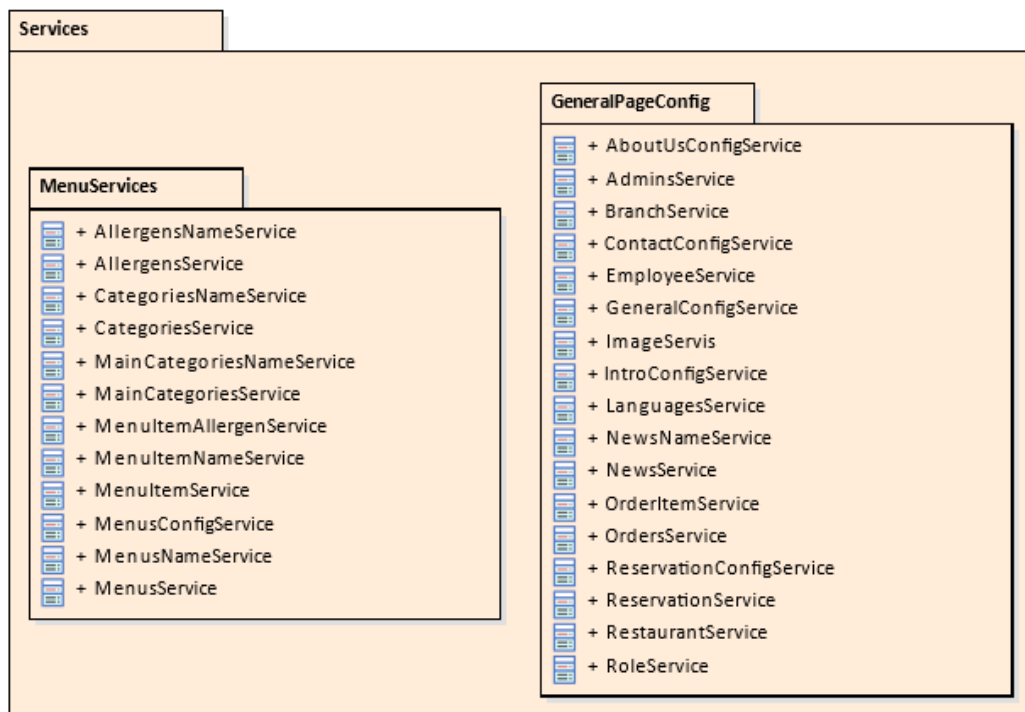 Services
MenuServices
+ AllergensNameService
+ AllergensService
+ CategoriesNameService
+ CategoriesService
+ MainCategoriesNameService
+ MainCategoriesService
+ MenuItemAllergenService
+ MenuItemNameService
+ MenuItemService
+ MenusConfigService
+ MenusNameService
+ MenusService
GeneralPageConfig
+ AboutUsConfigService
+ AdminsService
+ BranchService
+ ContactConfigService
+ EmployeeService
+ GeneralConfigService
+ ImageServis
+ IntroConfigService
+ LanguagesService
+ NewsNameService
+ NewsService
+ OrderItemService
+ OrdersService
+ ReservationConfigService
+ ReservationService
+ RestaurantService
+ RoleService